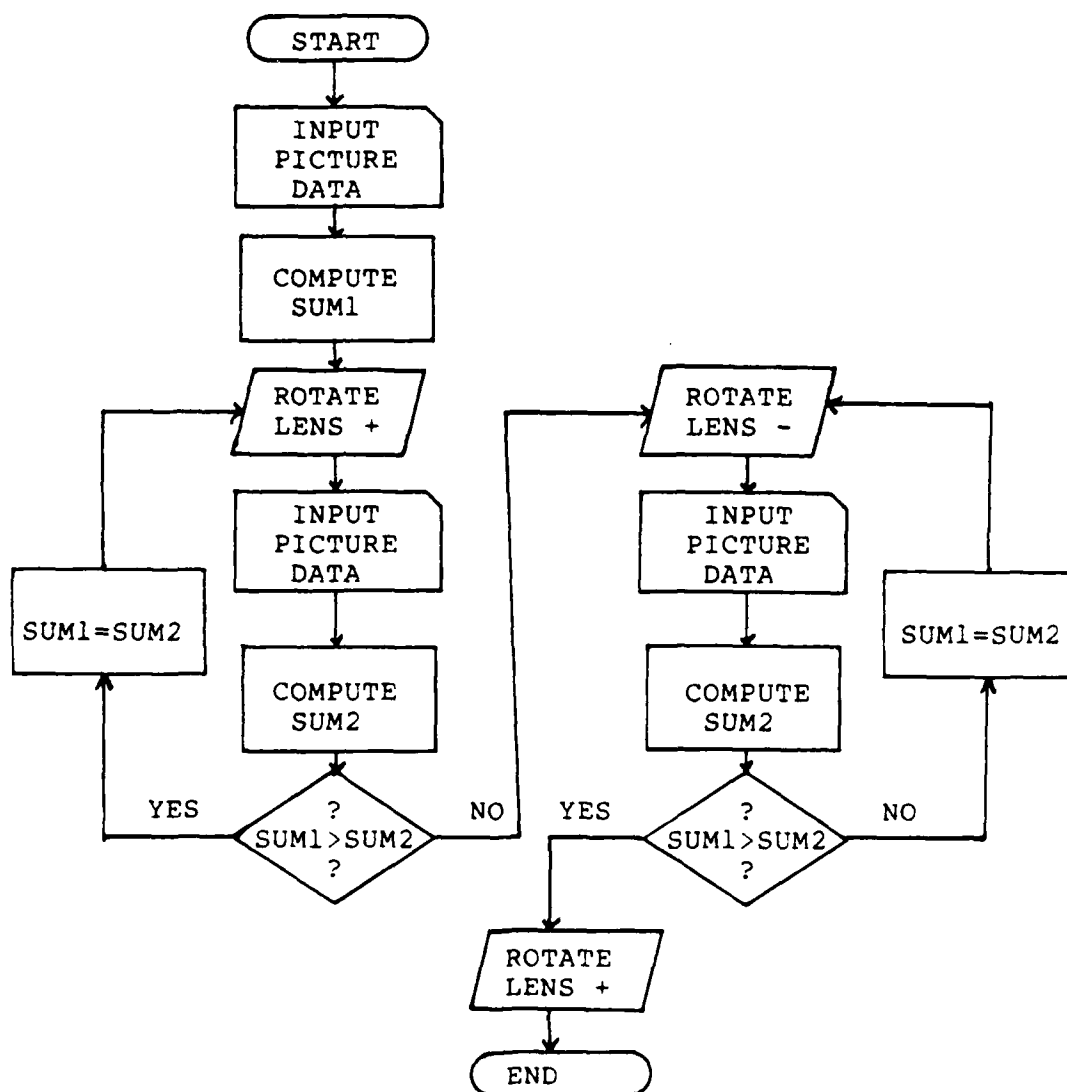 START
INPUT
PICTURE
DATA
COMPUTE
SUM1
ROTATE
LENS +
INPUT
PICTURE
DATA
SUM1=SUM2
COMPUTE
SUM2
YES
?
SUM1>SUM2
?
NO
ROTATE
LENS -
INPUT
PICTURE
DATA
SUM1=SUM2
COMPUTE
SUM2
YES
?
SUM1>SUM2
?
NO
ROTATE
LENS +
END